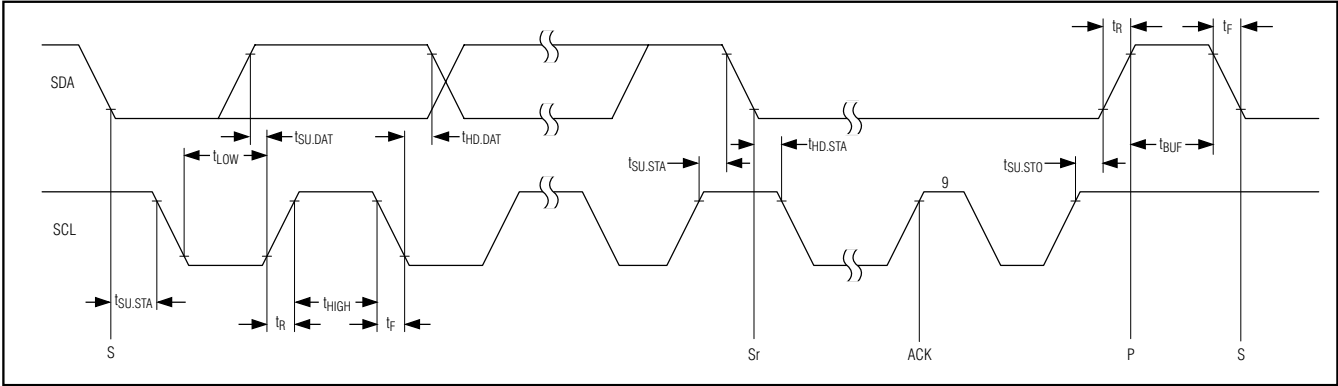 tR
tF
SDA
tSU.DAT
tHD.DAT
tLOW
tSU.STA
tHD.STA
tSU.STO
tBUF
9
SCL
tSU.STA
tR
tHIGH
tF
S
Sr
ACK
P
S